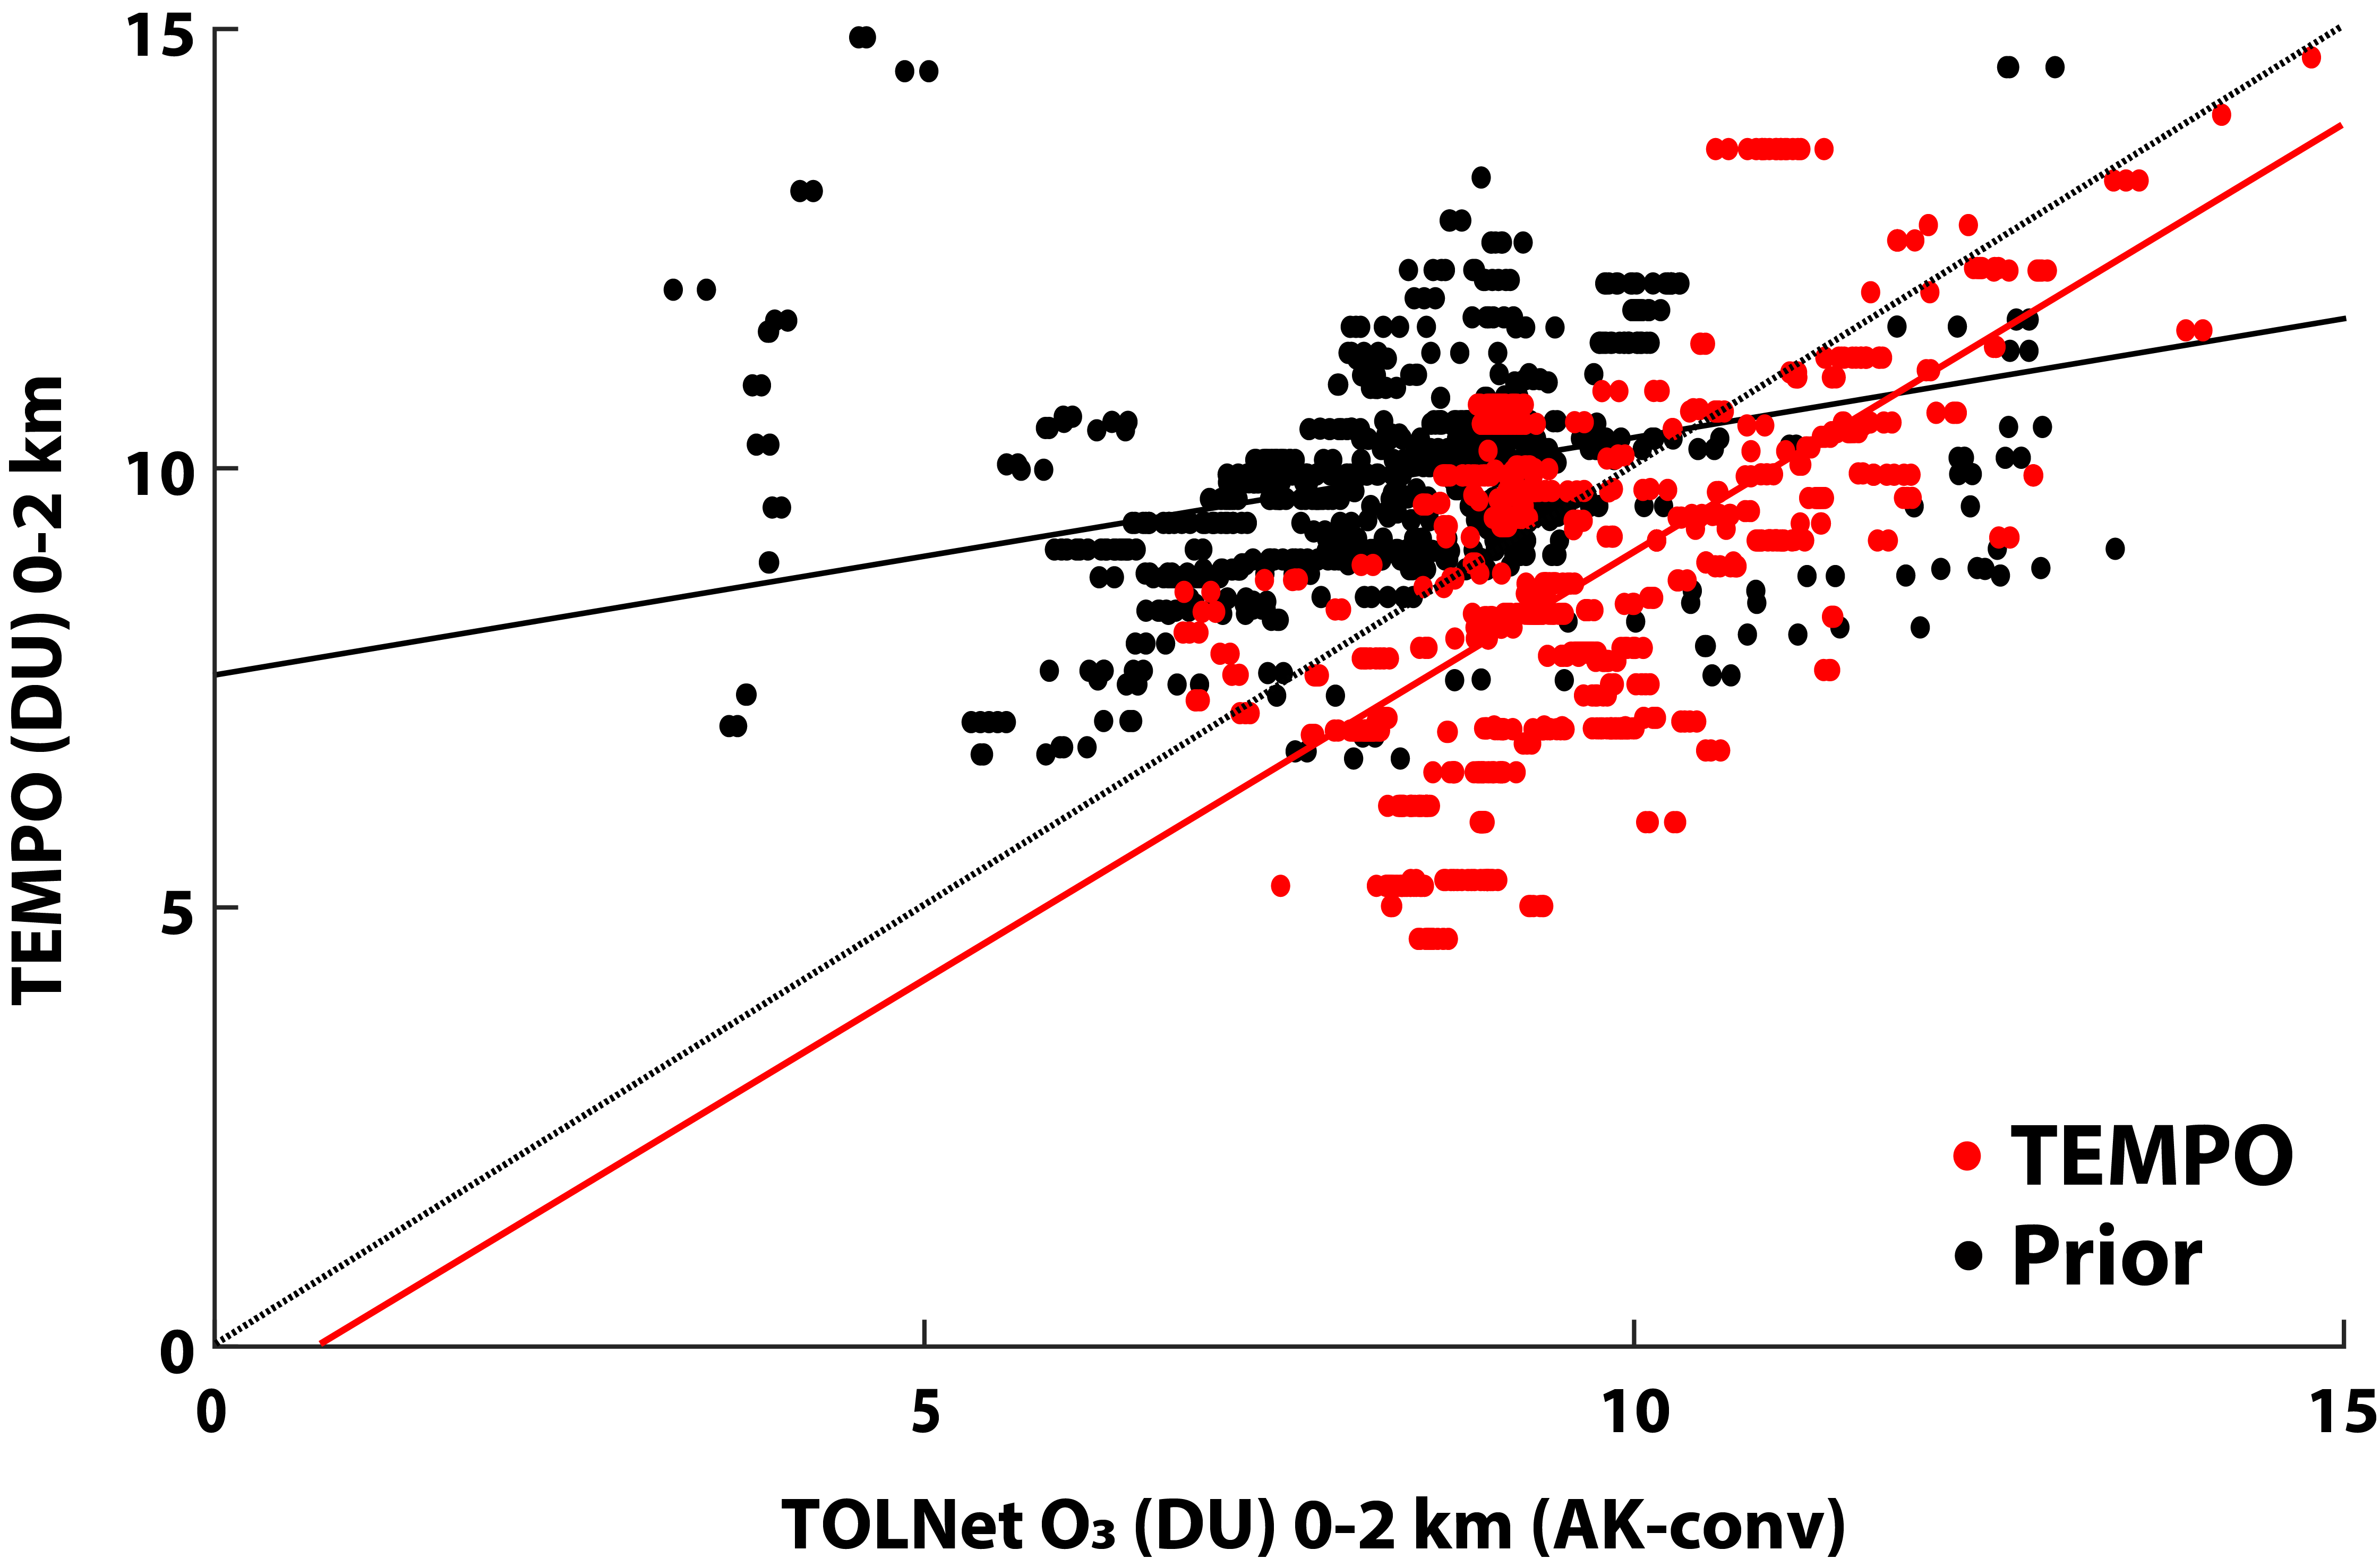 15
10
5
0
TEMPO (DU) 0-2 km
TEMPO
Prior
0 5 10 15
TOLNet O₃ (DU) 0-2 km (AK-conv)